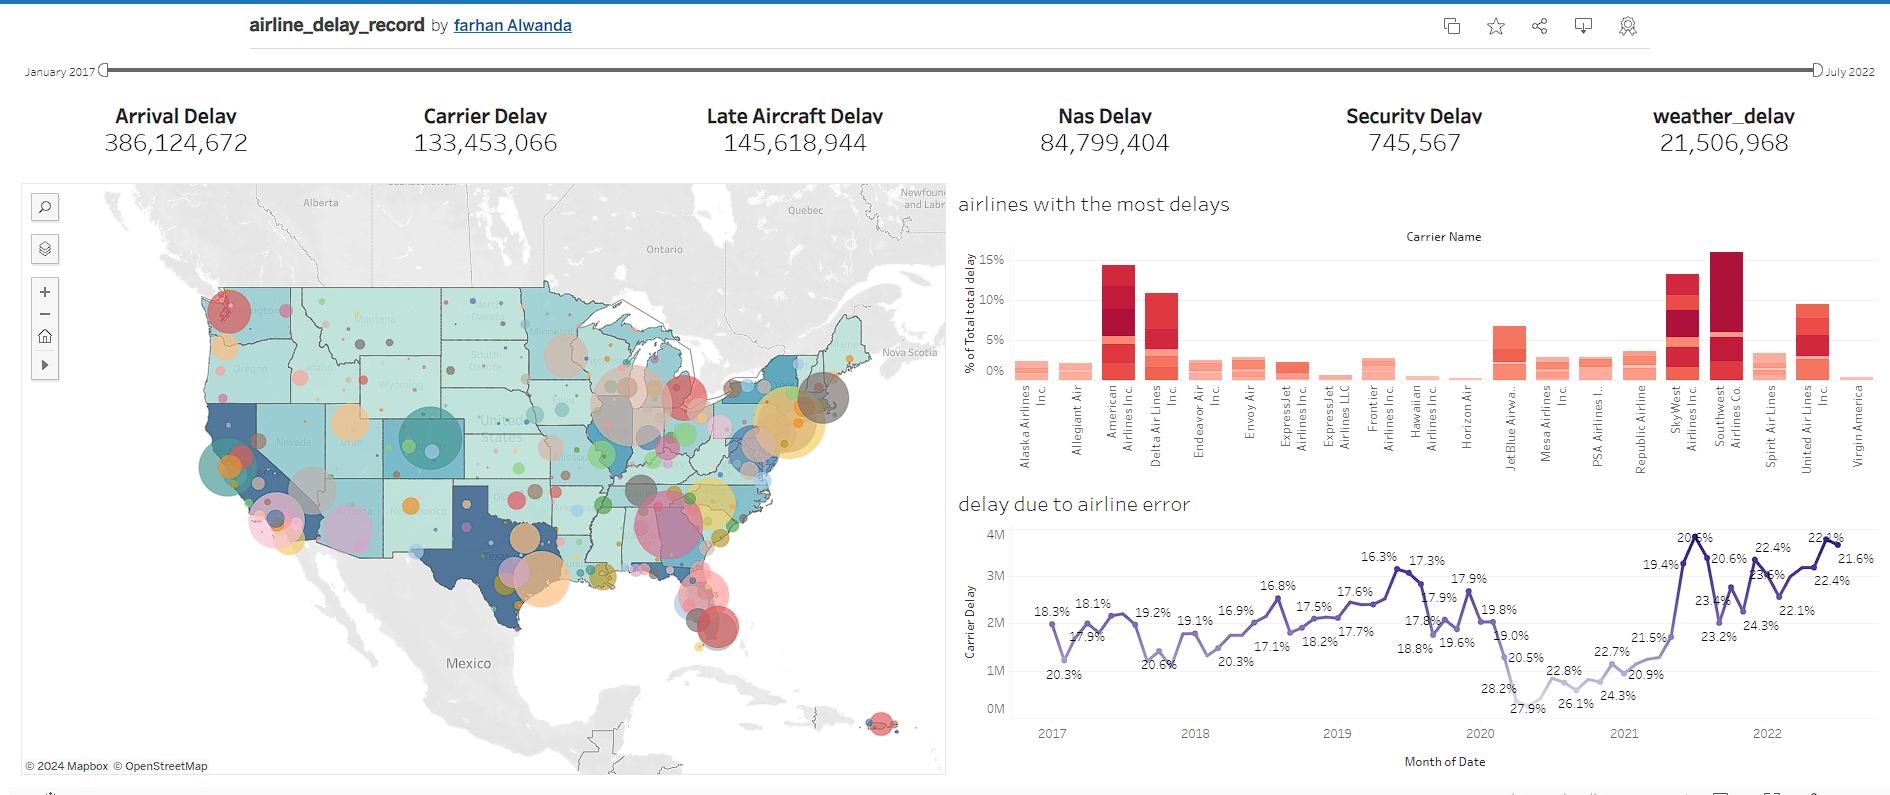 airline_delay_record by farhan Alwanda
January 2017
July 2022
Arrival Delay
386,124,672
Carrier Delay
133,453,066
Late Aircraft Delay
145,618,944
Nas Delay
84,799,404
Security Delay
745,567
weather_delay
21,506,968
Alberta
Ontario
Quebec
Newfoun
and Labr
Nova Scotia
Montana
North
Dakota
Minnesota
South
Dakota
Wyoming
Idaho
Oregon
Nevada
Utah
United
States
Texas
Mexico
© 2024 Mapbox © OpenStreetMap
airlines with the most delays
Carrier Name
% of Total total delay
15%
10%
5%
0%
Alaska Airlines
Inc.
Allegiant Air
American
Airlines Inc.
Delta Air Lines
Inc.
Endeavor Air
Inc.
Envoy Air
ExpressJet
Airlines Inc.
ExpressJet
Airlines LLC
Frontier
Airlines Inc.
Hawaiian
Airlines Inc.
Horizon Air
JetBlue Airwa..
Mesa Airlines
Inc.
PSA Airlines I..
Republic Airline
SkyWest
Airlines Inc.
Southwest
Airlines Co.
Spirit Air Lines
United Air Lines
Inc.
Virgin America
delay due to airline error
Carrier Delay
4M
3M
2M
1M
0M
18.3%
20.3%
17.9%
18.1%
19.2%
20.6%
19.1%
20.3%
16.9%
17.1%
16.8%
17.5%
18.2%
17.6%
17.7%
16.3%
17.3%
17.9%
17.8%
18.8%
19.6%
17.9%
19.8%
19.0%
20.5%
28.2%
27.9%
22.8%
26.1%
24.3%
22.7%
20.9%
21.5%
19.4%
20.5%
20.6%
23.4%
23.2%
24.3%
22.4%
23.6%
22.1%
22.4%
22.1%
21.6%
2017
2018
2019
2020
2021
2022
Month of Date